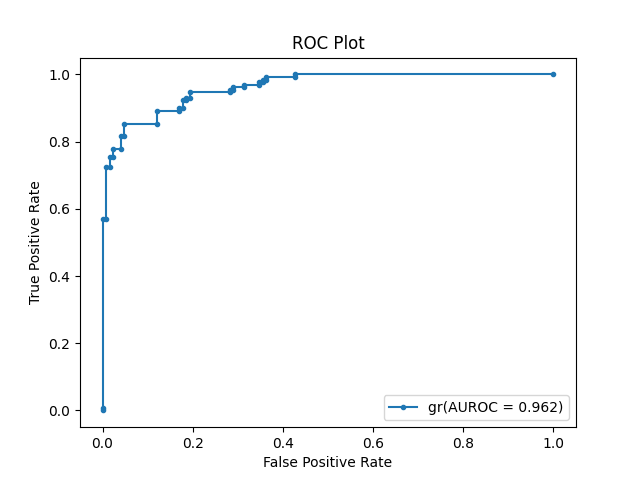 ROC Plot
True Positive Rate
1.0
0.8
0.6
0.4
0.2
0.0
gr(AUROC = 0.962)
0.0 0.2 0.4 0.6 0.8 1.0
False Positive Rate